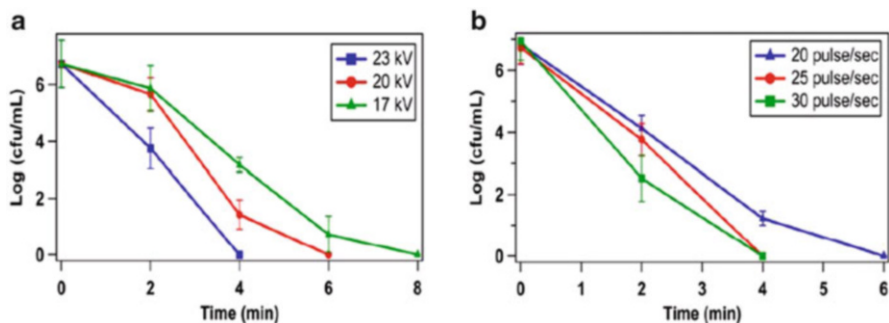 a
6
4
2
0
Log (cfu/mL)
23 kV
20 kV
17 kV
0 2 4 6 8
Time (min)
b
6
4
2
0
Log (cfu/mL)
20 pulse/sec
25 pulse/sec
30 pulse/sec
0 1 2 3 4 5 6
Time (min)